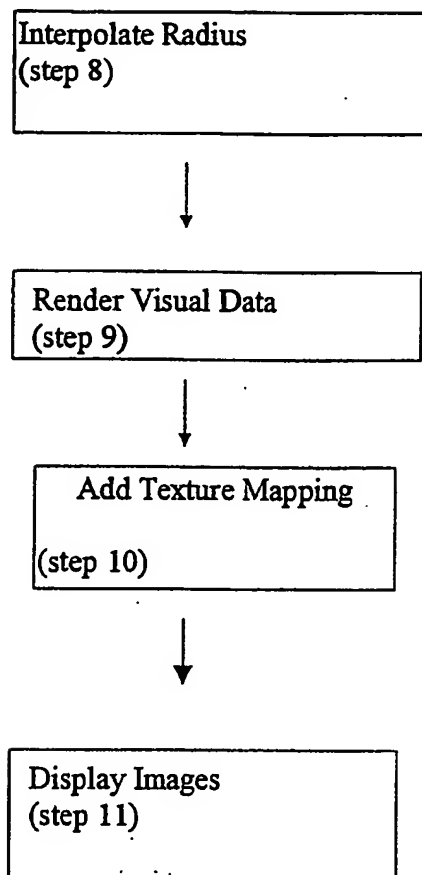 Interpolate Radius
(step 8)
Render Visual Data
(step 9)
Add Texture Mapping
(step 10)
Display Images
(step 11)